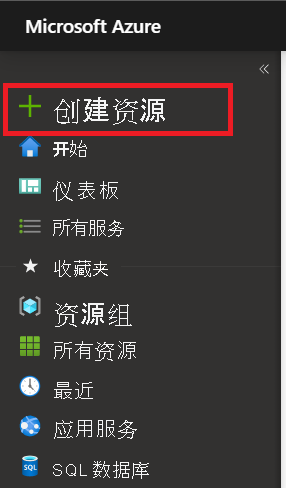 Microsoft Azure
创建资源
开始
仪表板
所有服务
收藏夹
资源组
所有资源
最近
应用服务
SQL
SQL 数据库